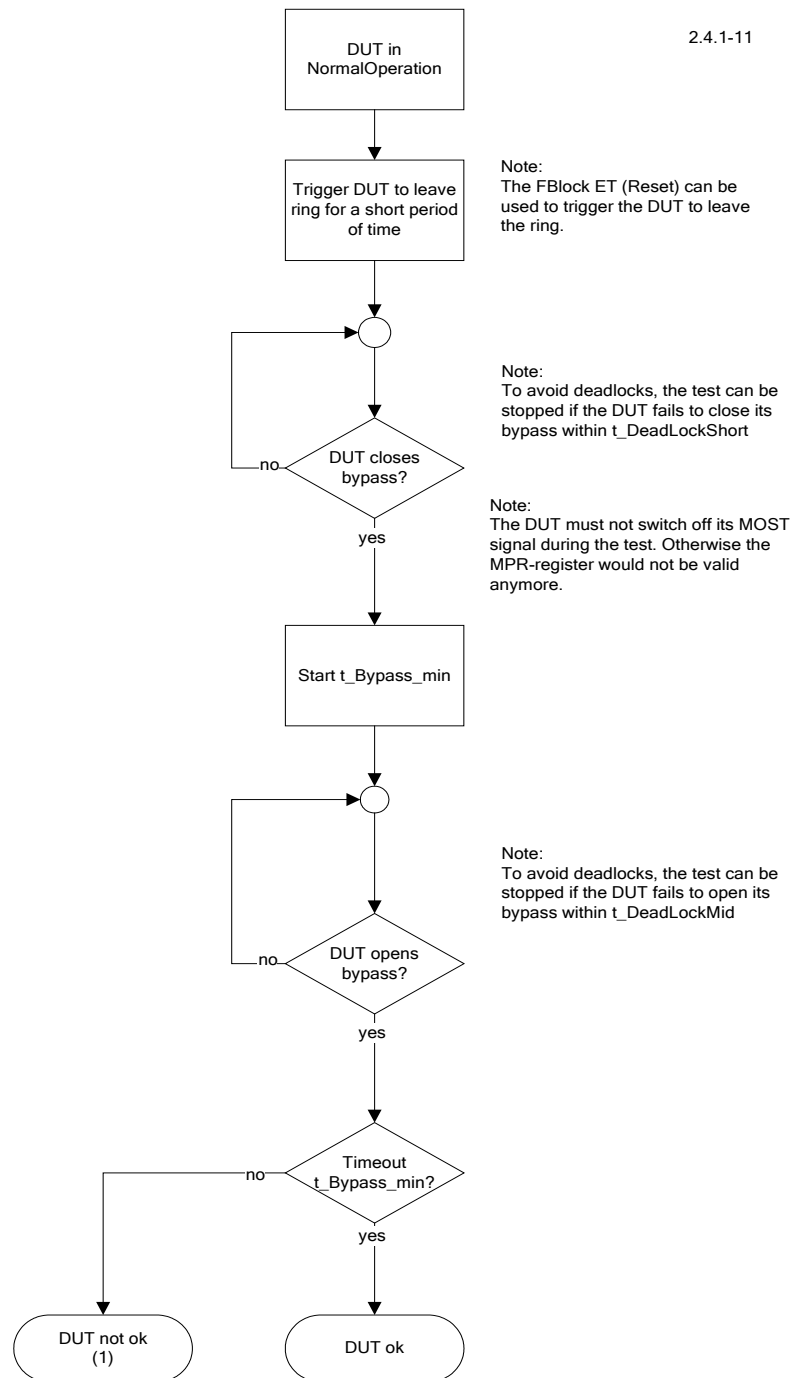 2.4.1-11
DUT in
NormalOperation
Trigger DUT to leave
ring for a short period
of time
Note:
The FBlock ET (Reset) can be
used to trigger the DUT to leave
the ring.
Note:
To avoid deadlocks, the test can be
stopped if the DUT fails to close its
bypass within t_DeadLockShort
DUT closes
bypass?
no
yes
Note:
The DUT must not switch off its MOST
signal during the test. Otherwise the
MPR-register would not be valid
anymore.
Start t_Bypass_min
Note:
To avoid deadlocks, the test can be
stopped if the DUT fails to open its
bypass within t_DeadLockMid
DUT opens
bypass?
no
yes
Timeout
t_Bypass_min?
no
yes
DUT not ok
(1)
DUT ok